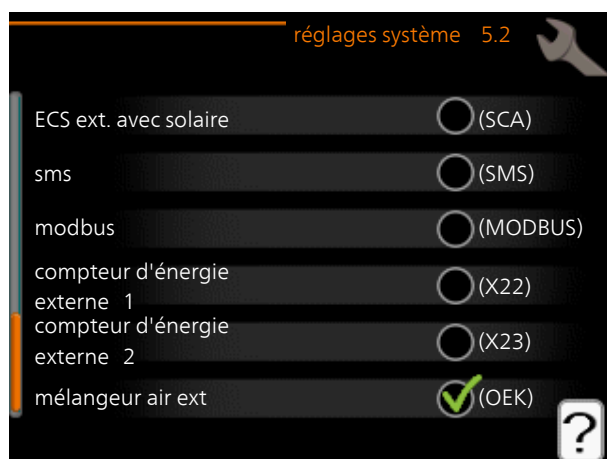 réglages système 5.2
ECS ext. avec solaire (SCA)
sms (SMS)
modbus (MODBUS)
compteur d'énergie
externe 1 (X22)
compteur d'énergie
externe 2 (X23)
mélangeur air ext (OEK)
?